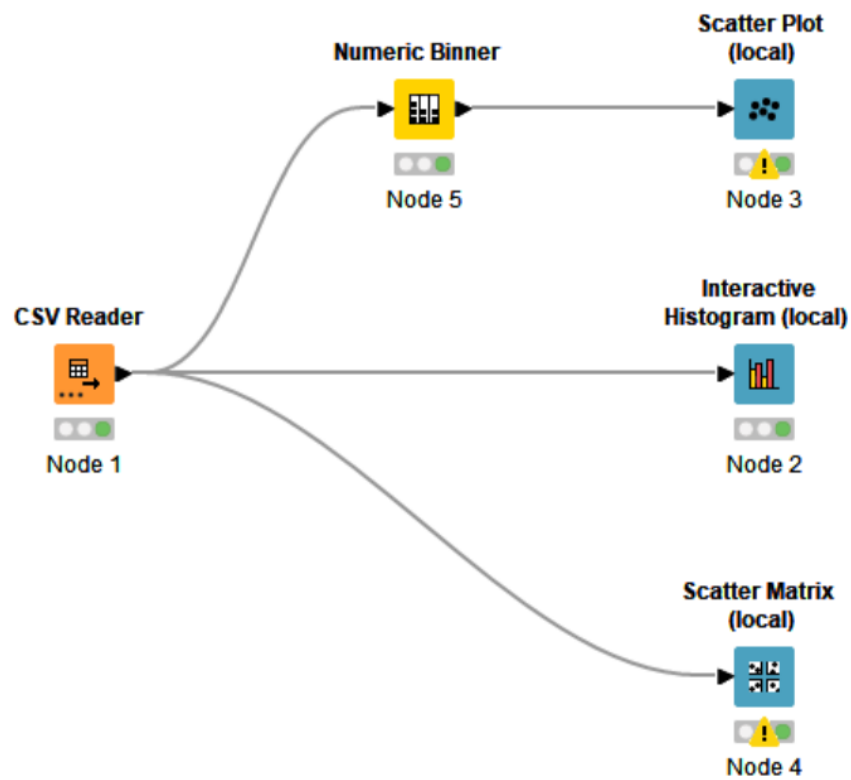 Scatter Plot
(local)
Numeric Binner
Node 5
Node 3
Interactive
Histogram (local)
CSV Reader
Node 1
Node 2
Scatter Matrix
(local)
Node 4